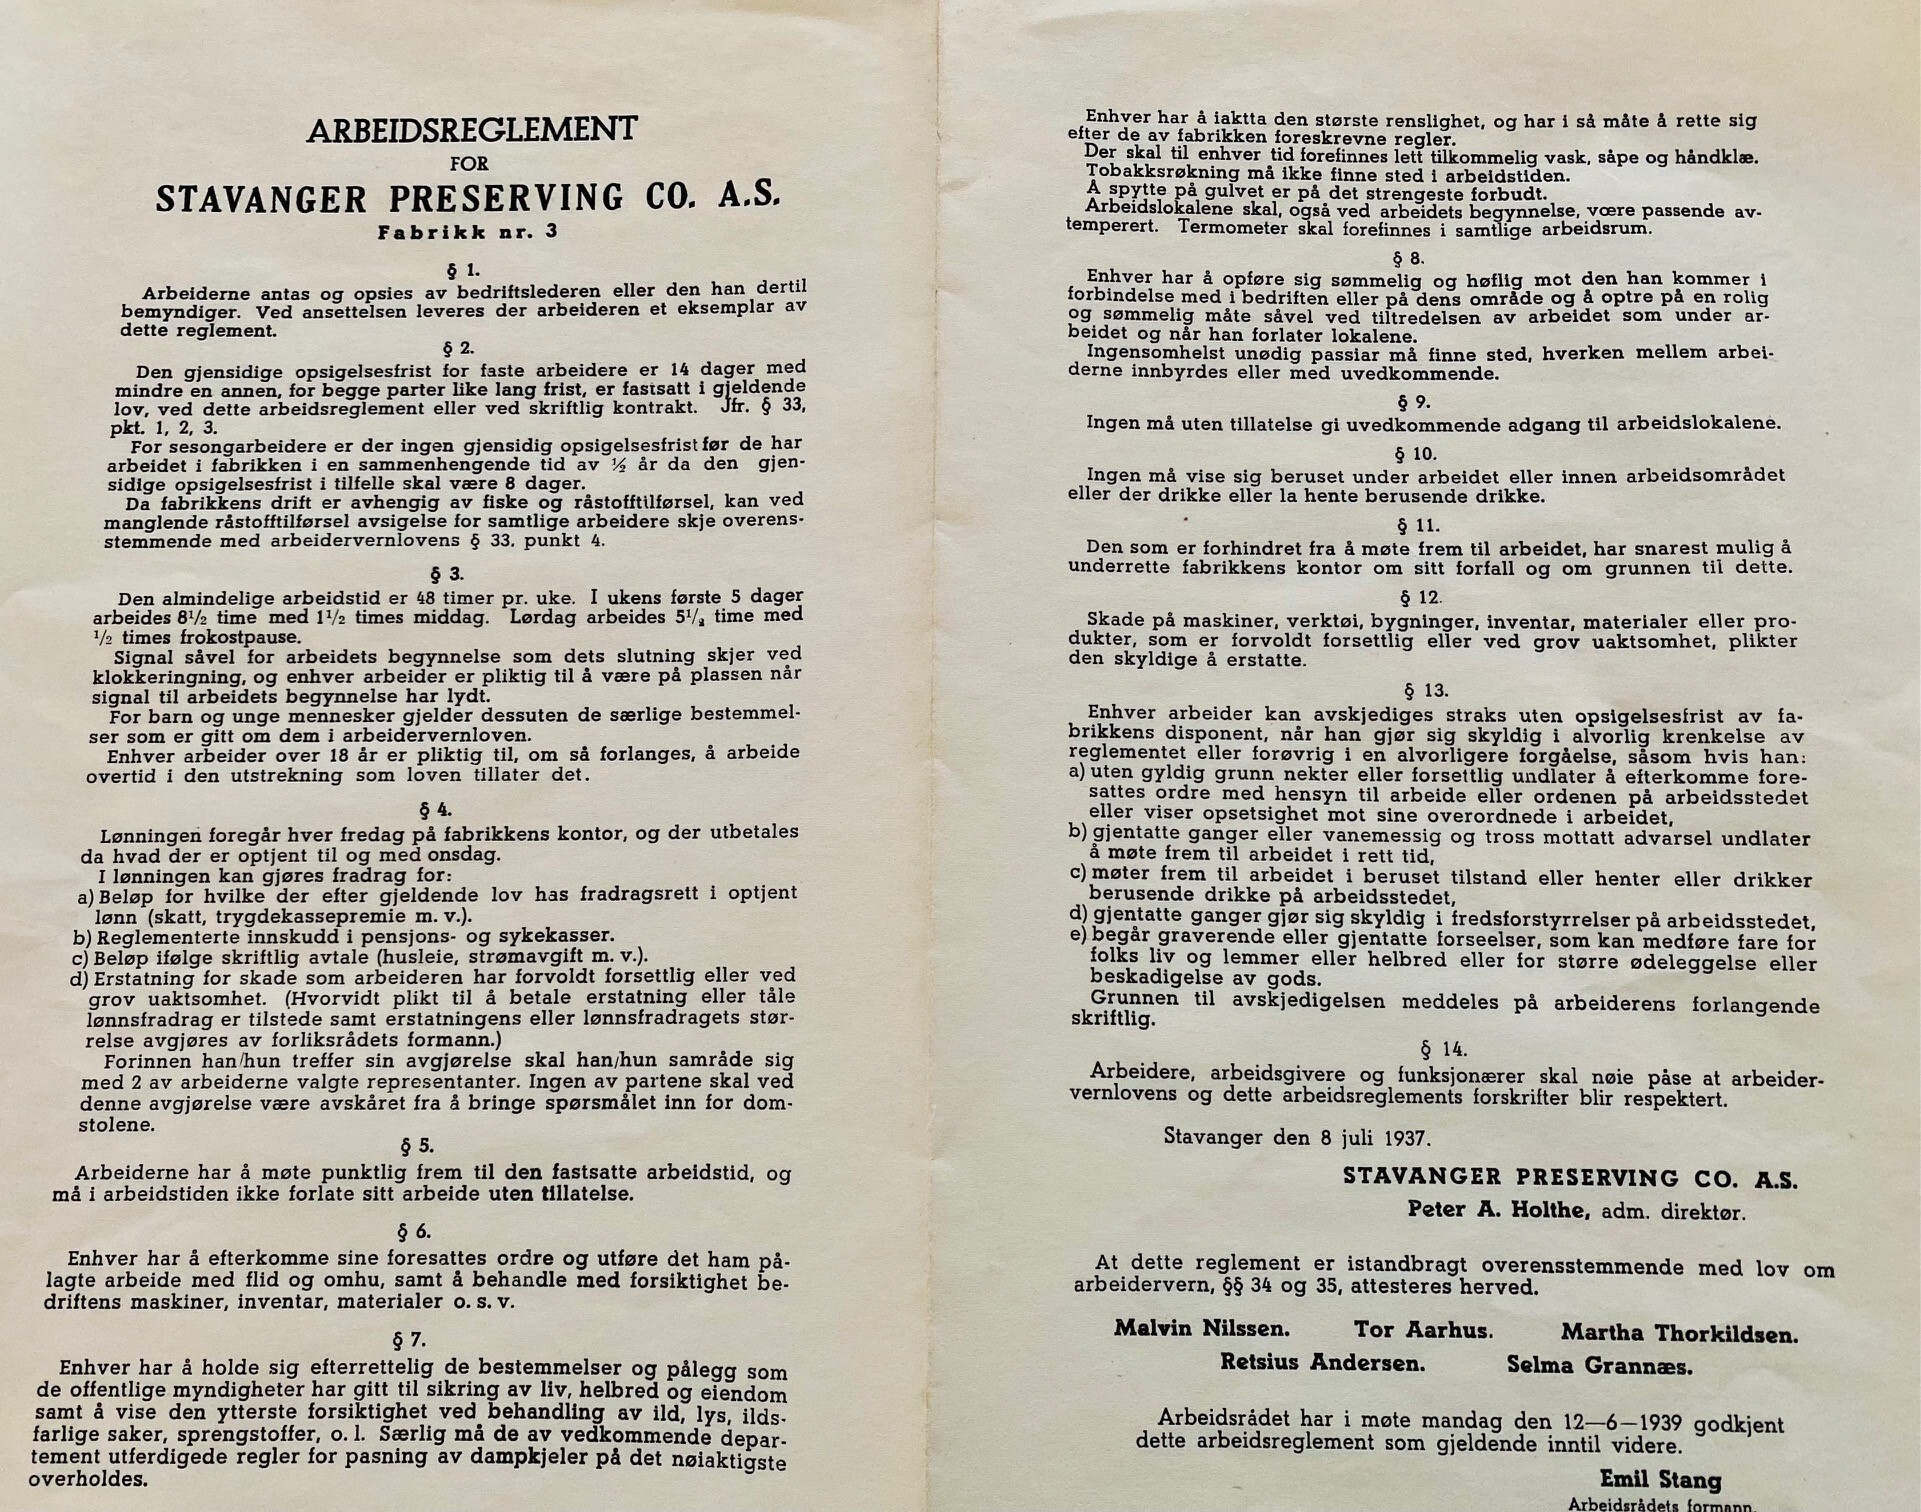 ARBEIDSREGLEMENT
FOR
STAVANGER PRESERVING CO. A.S.
Fabrikk nr. 3
§ 1.
Arbeiderne antas og opsies av bedriftslederen eller den han dertil
bemyndiger. Ved ansettelsen leveres der arbeideren et eksemplar av
dette reglement.
§ 2.
Den gjensidige opsigelsesfrist for faste arbeidere er 14 dager med
mindre en annen, for begge parter like lang frist, er fastsatt i gjeldende
lov, ved dette arbeidsreglement eller ved skriftlig kontrakt. Jfr. § 33,
pkt. 1, 2, 3.
For sesongarbeidere er der ingen gjensidig opsigelsesfrist før de har
arbeidet i fabrikken i en sammenhengende tid av ½ år da den gjen-
sidige opsigelsesfrist i tilfelle skal være 8 dager.
Da fabrikkens drift er avhengig av fiske og råstofftilførsel, kan ved
manglende råstofftilførsel avsigelse for samtlige arbeidere skje overens-
stemmende med arbeidervernlovens § 33. punkt 4.
§ 3.
Den almindelige arbeidstid er 48 timer pr. uke. I ukens første 5 dager
arbeides 8½ time med 1½ times middag. Lørdag arbeides 5½ time med
½ times frokostpause.
Signal såvel for arbeidets begynnelse som dets slutning skjer ved
klokkeringning, og enhver arbeider er pliktig til å være på plassen når
signal til arbeidets begynnelse har lydt.
For barn og unge mennesker gjelder dessuten de særlige bestemmel-
ser som er gitt om dem i arbeidervernloven.
Enhver arbeider over 18 år er pliktig til, om så forlanges, å arbeide
overtid i den utstrekning som loven tillater det.
§ 4.
Lønningen foregår hver fredag på fabrikkens kontor, og der utbetales
da hvad der er optjent til og med onsdag.
I lønningen kan gjøres fradrag for:
a) Beløp for hvilke der efter gjeldende lov has fradragsrett i optjent
lønn (skatt, trygdekassepremie m. v.).
b) Reglementerte innskudd i pensjons- og sykekasser.
c) Beløp ifølge skriftlig avtale (husleie, strømavgift m. v.).
d) Erstatning for skade som arbeideren har forvoldt forsettlig eller ved
grov uaktsomhet. (Hvorvidt plikt til å betale erstatning eller tåle
lønnsfradrag er tilstede samt erstatningens eller lønnsfradragets stør-
relse avgjøres av forliksrådets formann.)
Forinnen han/hun treffer sin avgjørelse skal han/hun samråde sig
med 2 av arbeiderne valgte representanter. Ingen av partene skal ved
denne avgjørelse være avskåret fra å bringe spørsmålet inn for dom-
stolene.
§ 5.
Arbeiderne har å møte punktlig frem til den fastsatte arbeidstid, og
må i arbeidstiden ikke forlate sitt arbeide uten tillatelse.
§ 6.
Enhver har å efterkomme sine foresattes ordre og utføre det ham på-
lagte arbeide med flid og omhu, samt å behandle med forsiktighet be-
driftens maskiner, inventar, materialer o. s. v.
§ 7.
Enhver har å holde sig efterrettelig de bestemmelser og pålegg som
de offentlige myndigheter har gitt til sikring av liv, helbred og eiendom
samt å vise den ytterste forsiktighet ved behandling av ild, lys, ilds-
farlige saker, sprengstoffer, o. l. Særlig må de av vedkommende depar-
tement utferdigede regler for pasning av dampkjeler på det nøiaktigste
overholdes.
Enhver har å iaktta den største renslighet, og har i så måte å rette sig
efter de av fabrikken foreskrevne regler.
Der skal til enhver tid forefinnes lett tilkommelig vask, såpe og håndklæ.
Tobakksrøkning må ikke finne sted i arbeidstiden.
Å spytte på gulvet er på det strengeste forbudt.
Arbeidslokalene skal, også ved arbeidets begynnelse, være passende av-
temperert. Termometer skal forefinnes i samtlige arbeidsrum.
§ 8.
Enhver har å opføre sig sømmelig og høflig mot den han kommer i
forbindelse med i bedriften eller på dens område og å optre på en rolig
og sømmelig måte såvel ved tiltredelsen av arbeidet som under ar-
beidet og når han forlater lokalene.
Ingensomhelst unødig passiar må finne sted, hverken mellem arbei-
derne innbyrdes eller med uvedkommende.
§ 9.
Ingen må uten tillatelse gi uvedkommende adgang til arbeidslokalene.
§ 10.
Ingen må vise sig beruset under arbeidet eller innen arbeidsområdet
eller der drikke eller la hente berusende drikke.
§ 11.
Den som er forhindret fra å møte frem til arbeidet, har snarest mulig å
underrette fabrikkens kontor om sitt forfall og om grunnen til dette.
§ 12.
Skade på maskiner, verktøi, bygninger, inventar, materialer eller pro-
dukter, som er forvoldt forsettlig eller ved grov uaktsomhet, plikter
den skyldige å erstatte.
§ 13.
Enhver arbeider kan avskjediges straks uten opsigelsesfrist av fa-
brikkens disponent, når han gjør sig skyldig i alvorlig krenkelse av
reglementet eller forøvrig i en alvorligere forgåelse, såsom hvis han:
a) uten gyldig grunn nekter eller forsettlig undlater å efterkomme fore-
sattes ordre med hensyn til arbeide eller ordenen på arbeidsstedet
eller viser opsetsighet mot sine overordnede i arbeidet,
b) gjentatte ganger eller vanemessig og tross mottatt advarsel undlater
å møte frem til arbeidet i rett tid,
c) møter frem til arbeidet i beruset tilstand eller henter eller drikker
berusende drikke på arbeidsstedet,
d) gjentatte ganger gjør sig skyldig i fredsforstyrrelser på arbeidsstedet,
e) begår graverende eller gjentatte forseelser, som kan medføre fare for
folks liv og lemmer eller helbred eller for større ødeleggelse eller
beskadigelse av gods.
Grunnen til avskjedigelsen meddeles på arbeiderens forlangende
skriftlig.
§ 14.
Arbeidere, arbeidsgivere og funksjonærer skal nøie påse at arbeider-
vernlovens og dette arbeidsreglements forskrifter blir respektert.
Stavanger den 8 juli 1937.
STAVANGER PRESERVING CO. A.S.
Peter A. Holthe, adm. direktør.
At dette reglement er istandbragt overensstemmende med lov om
arbeidervern, §§ 34 og 35, attesteres herved.
Malvin Nilssen. Tor Aarhus. Martha Thorkildsen.
Retsius Andersen. Selma Grannæs.
Arbeidsrådet har i møte mandag den 12—6—1939 godkjent
dette arbeidsreglement som gjeldende inntil videre.
Emil Stang
Arbeidsrådets formann.